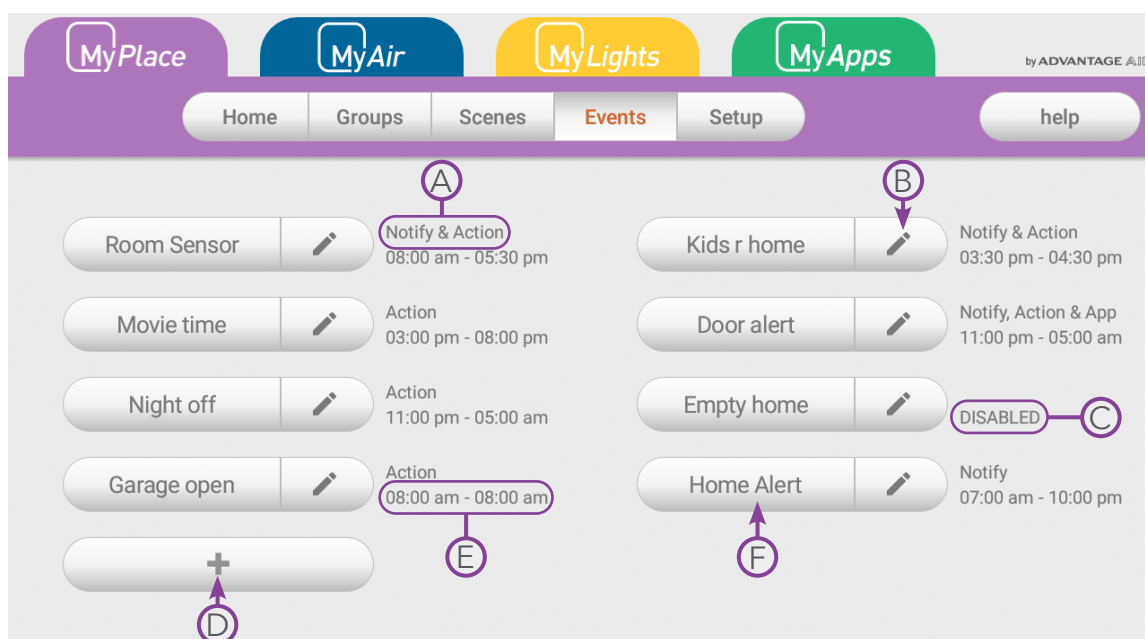 MyPlace
MyAir
MyLights
MyApps
by ADVANTAGE AIR
Home
Groups
Scenes
Events
Setup
help
A
B
Room Sensor
Notify & Action
08:00 am - 05:30 pm
Kids r home
Notify & Action
03:30 pm - 04:30 pm
Movie time
Action
03:00 pm - 08:00 pm
Door alert
Notify, Action & App
11:00 pm - 05:00 am
Night off
Action
11:00 pm - 05:00 am
Empty home
DISABLED
C
Garage open
Action
08:00 am - 08:00 am
Home Alert
Notify
07:00 am - 10:00 pm
E
F
+
D